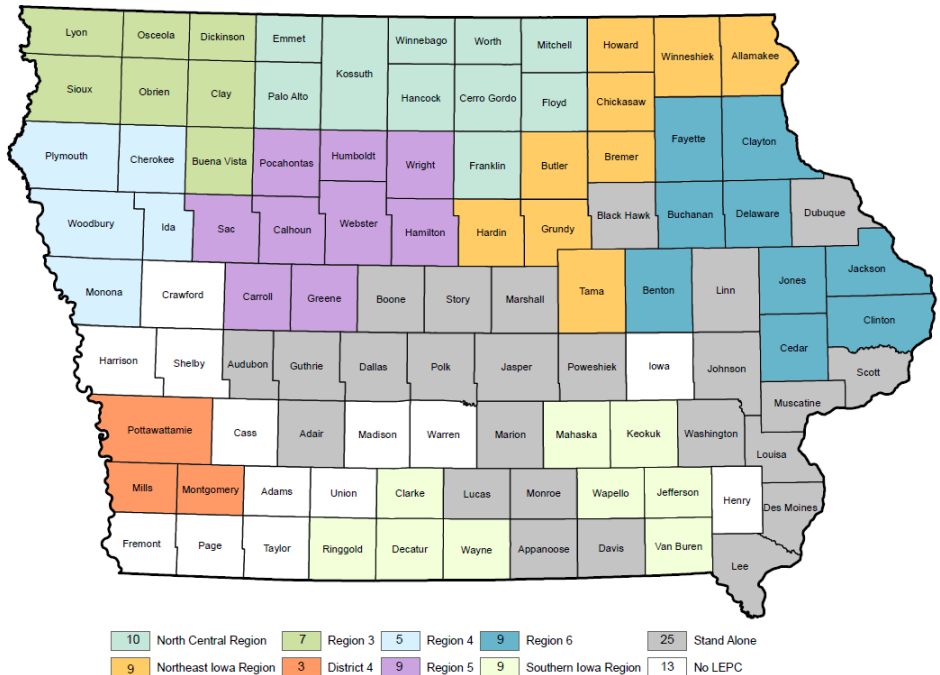 Lyon Osceola Dickinson Emmet Winnebago Worth Mitchell Howard Winneshiek Allamakee
Kossuth
Sioux Obrien Clay Palo Alto Hancock Cerro Gordo Floyd Chickasaw
Plymouth Cherokee Buena Vista Pocahontas Humboldt Wright Franklin Butler Bremer Fayette Clayton
Woodbury Ida Sac Calhoun Webster Hamilton Hardin Grundy Black Hawk Buchanan Delaware Dubuque
Monona Crawford Carroll Greene Boone Story Marshall Tama Benton Linn Jones Jackson
Clinton
Harrison Shelby Audubon Guthrie Dallas Polk Jasper Poweshiek Iowa Johnson Cedar Scott
Muscatine
Pottawattamie Cass Adair Madison Warren Marion Mahaska Keokuk Washington
Louisa
Mills Montgomery Adams Union Clarke Lucas Monroe Wapello Jefferson Henry
Des Moines
Fremont Page Taylor Ringgold Decatur Wayne Appanoose Davis Van Buren
Lee
10 North Central Region 7 Region 3 5 Region 4 9 Region 6 25 Stand Alone
9 Northeast Iowa Region 3 District 4 9 Region 5 9 Southern Iowa Region 13 No LEPC